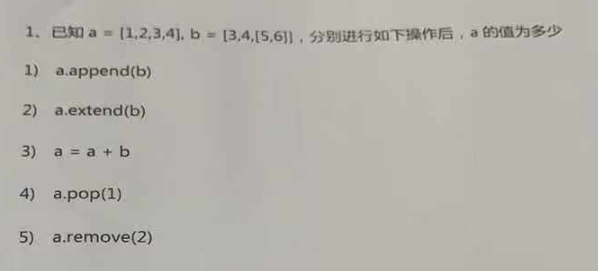 1、已知 a = [1,2,3,4], b = [3,4,[5,6]]，分别进行如下操作后，a 的值为多少
1) a.append(b)
2) a.extend(b)
3) a = a + b
4) a.pop(1)
5) a.remove(2)